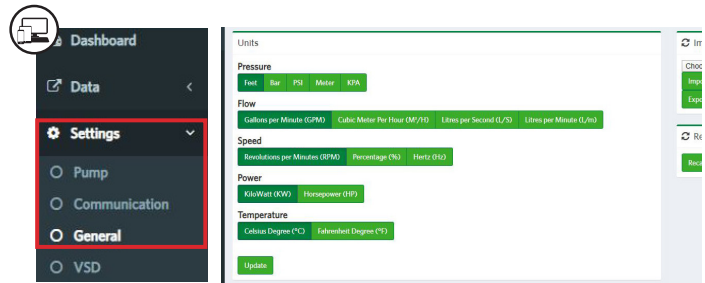 Dashboard
Data
Settings
Pump
Communication
General
VSD
Units
Pressure
Feet Bar PSI Meter KPA
Flow
Gallons per Minute (GPM) Cubic Meter Per Hour (M³/H) Litres per Second (L/S) Litres per Minute (L/m)
Speed
Revolutions per Minutes (RPM) Percentage (%) Hertz (Hz)
Power
KiloWatt (KW) Horsepower (HP)
Temperature
Celsius Degree (°C) Fahrenheit Degree (°F)
Update